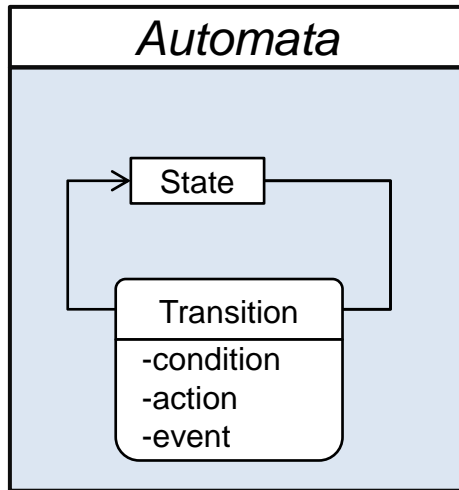 Automata
State
Transition
-condition
-action
-event